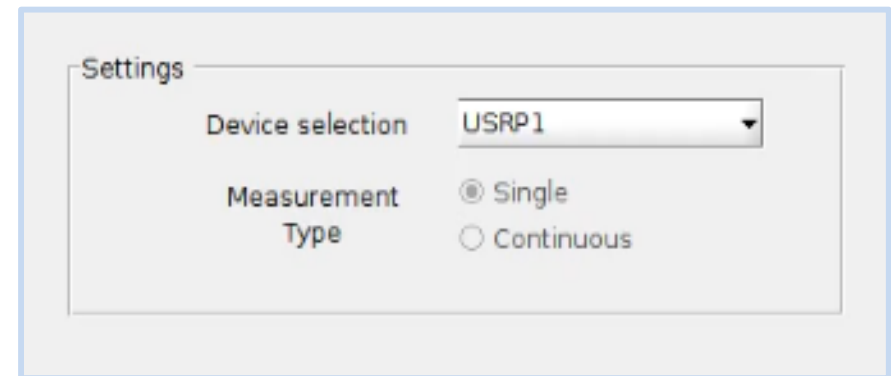 Settings
Device selection
USRP1
Measurement
Type
Single
Continuous